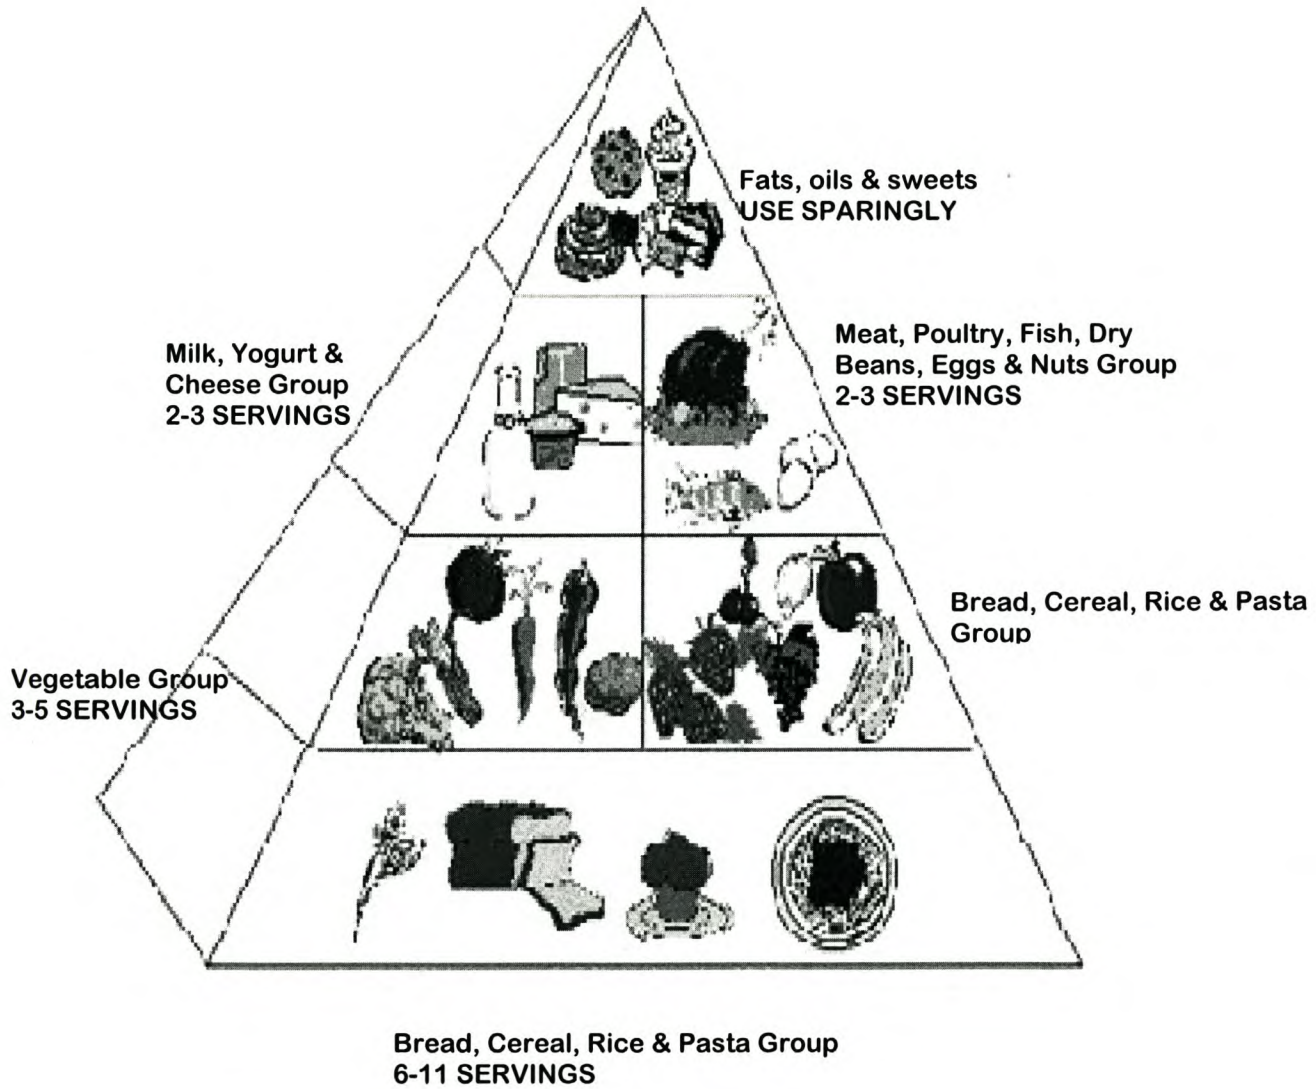 Fats, oils & sweets
USE SPARINGLY
Milk, Yogurt &
Cheese Group
2-3 SERVINGS
Meat, Poultry, Fish, Dry
Beans, Eggs & Nuts Group
2-3 SERVINGS
Bread, Cereal, Rice & Pasta
Group
Vegetable Group
3-5 SERVINGS
Bread, Cereal, Rice & Pasta Group
6-11 SERVINGS